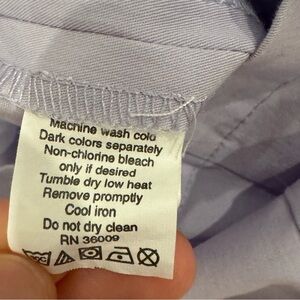 Machine wash cold
Dark colors separately
Non-chlorine bleach
only if desired
Tumble dry low heat
Remove promptly
Cool iron
Do not dry clean
RN 36009